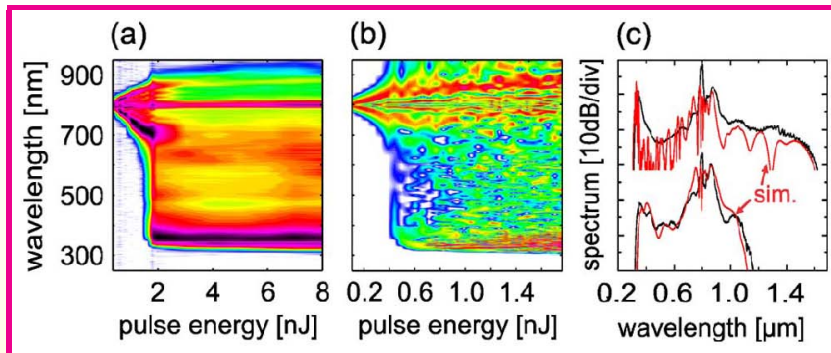 (a)
(b)
(c)
wavelength [nm]
900
700
500
300
2 4 6 8
pulse energy [nJ]
0.2 0.6 1.0 1.4
pulse energy [nJ]
spectrum [10dB/div]
sim.
0.2 0.6 1.0 1.4
wavelength [µm]